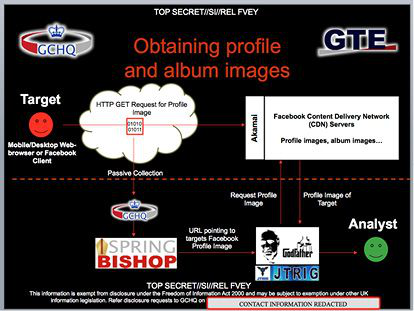 TOP SECRET//SI//REL FVEY
GCHQ
Obtaining profile
and album images
GTE
Target
HTTP GET Request for Profile
Image
01010
01011
Mobile/Desktop Web-
browser or Facebook
Client
Akamai
Facebook Content Delivery Network
(CDN) Servers
Profile images, album images…
Passive Collection
GCHQ
Request Profile
Image
Profile Image of
Target
SPRING
BISHOP
URL pointing to
targets Facebook
Profile Image
Godfather
JTRIG
Analyst
TOP SECRET//SI//REL FVEY
This information is exempt from disclosure under the Freedom of Information Act 2000 and may be subject to exemption under other UK
information legislation. Refer disclosure requests to GCHQ on
CONTACT INFORMATION REDACTED